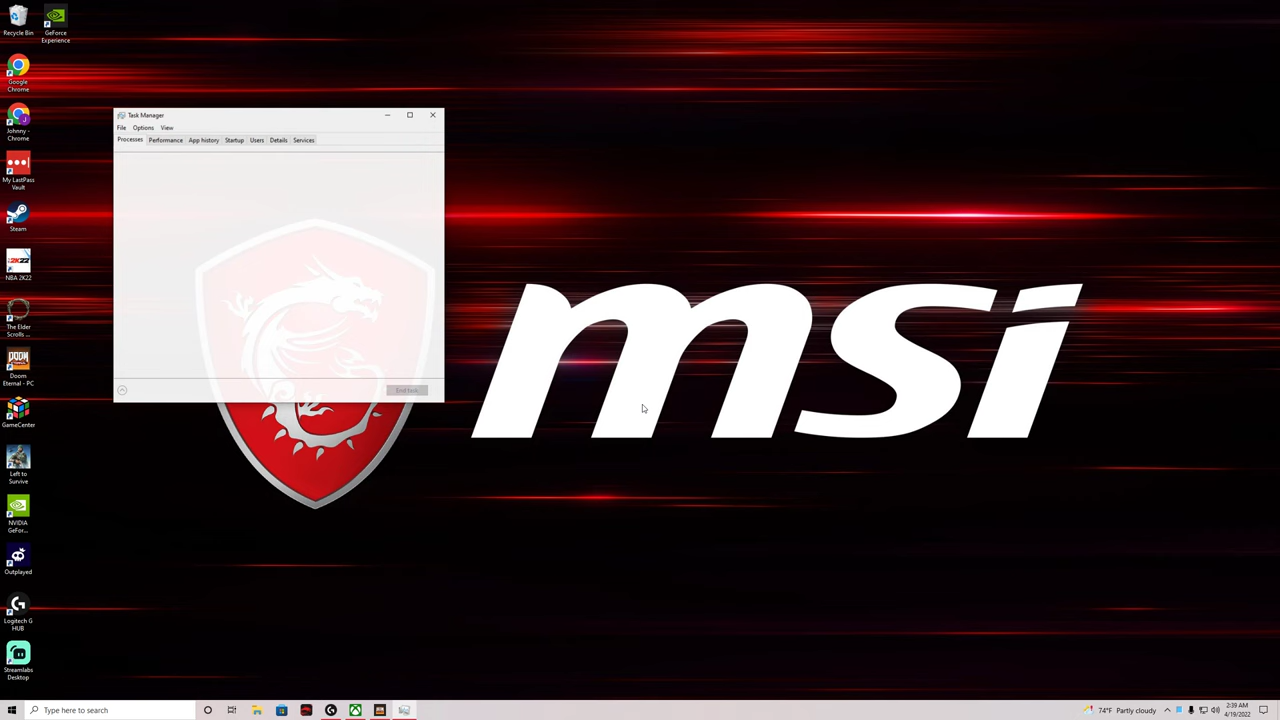 Recycle Bin
GeForce
Experience
Google
Chrome
Johnny -
Chrome
My LastPass
Vault
Steam
NBA 2K22
The Elder
Scrolls ...
Doom
Eternal - PC
GameCenter
Left to
Survive
NVIDIA
GeFor...
Outplayed
Logitech G
HUB
Streamlabs
Desktop
Task Manager
File Options View
Processes Performance App history Startup Users Details Services
End task
msi
Type here to search
74°F Partly cloudy
2:39 AM
4/19/2022